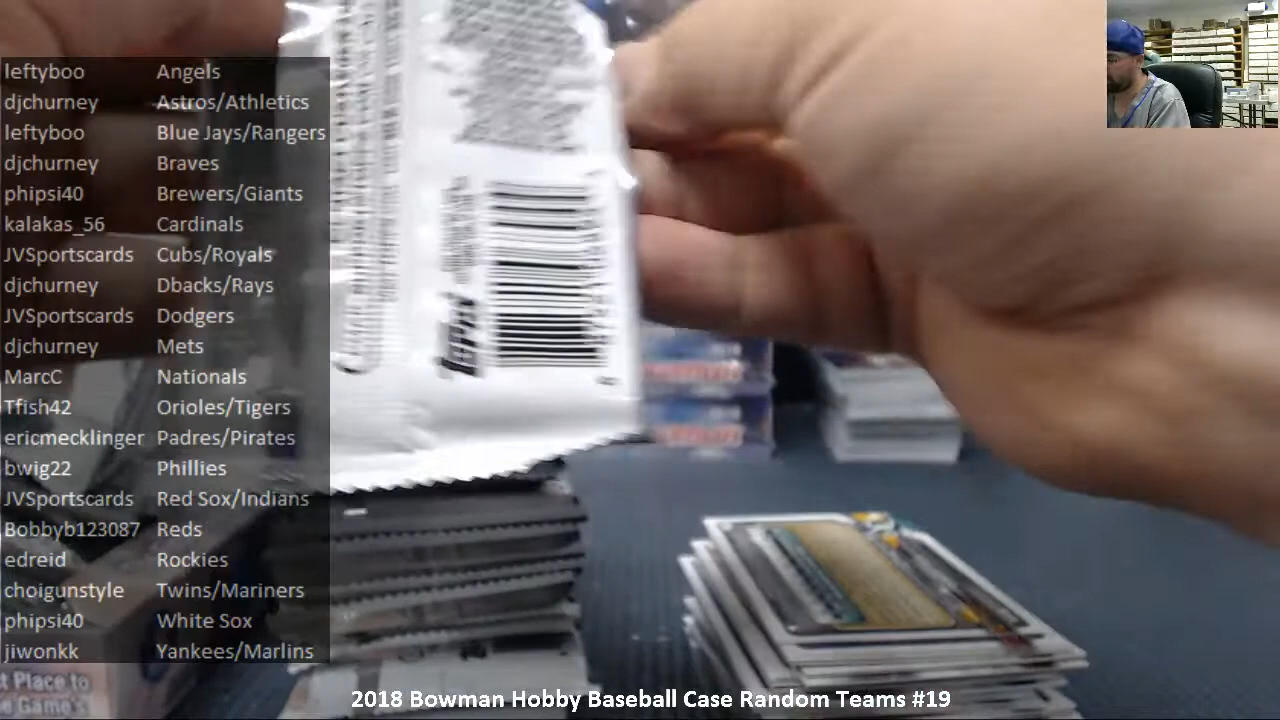 leftyboo Angels
djchurney Astros/Athletics
leftyboo Blue Jays/Rangers
djchurney Braves
phipsi40 Brewers/Giants
kalakas_56 Cardinals
JVSportscards Cubs/Royals
djchurney Dbacks/Rays
JVSportscards Dodgers
djchurney Mets
MarcC Nationals
Tfish42 Orioles/Tigers
ericmecklinger Padres/Pirates
bwig22 Phillies
JVSportscards Red Sox/Indians
Bobbyb123087 Reds
edreid Rockies
choigunstyle Twins/Mariners
phipsi40 White Sox
jiwonkk Yankees/Marlins
Place to
Game's
2018 Bowman Hobby Baseball Case Random Teams #19